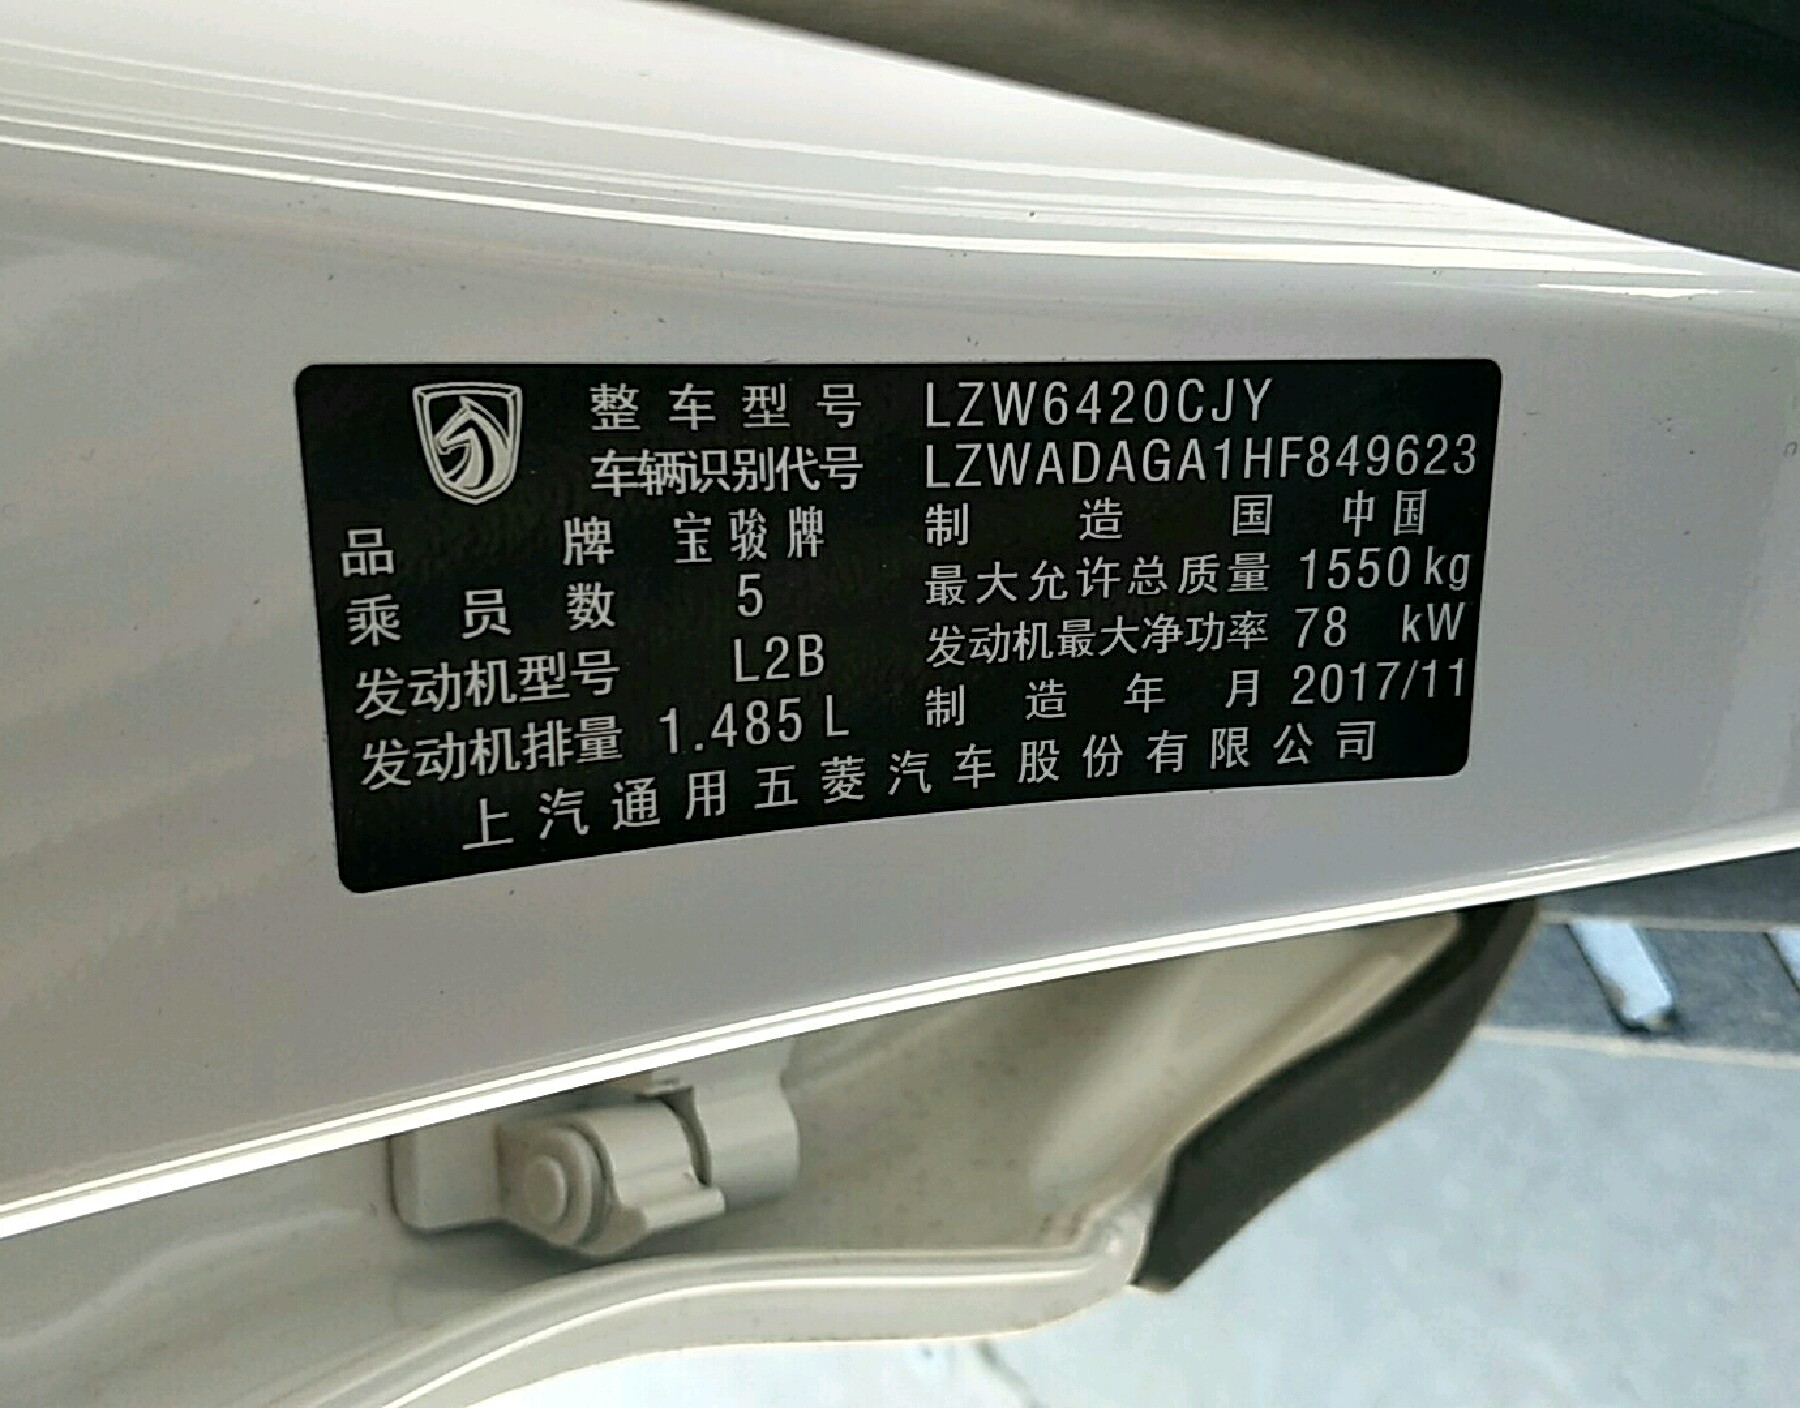 整车型号 LZW6420CJY
车辆识别代号 LZWADAGA1HF849623
品牌 宝骏牌 制造国 中国
乘员数 5 最大允许总质量 1550 kg
发动机型号 L2B 发动机最大净功率 78 kW
发动机排量 1.485 L 制造年月 2017/11
上汽通用五菱汽车股份有限公司